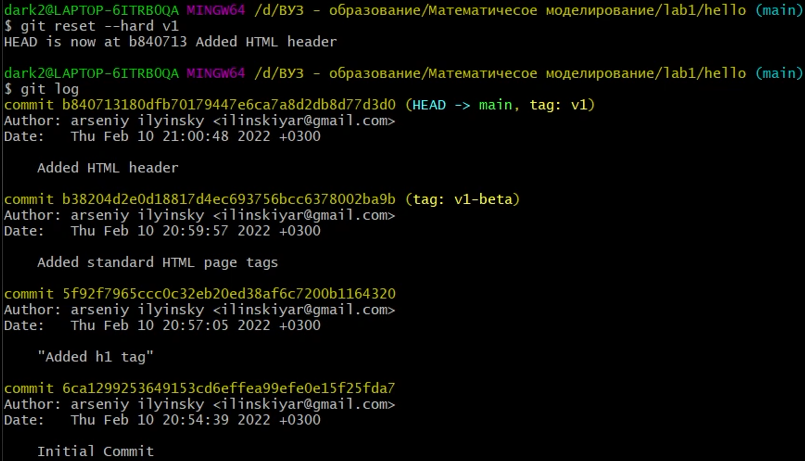 dark2@LAPTOP-6ITRB0QA MINGW64 /d/ВУЗ - образование/Математичесое моделирование/lab1/hello (main)
$ git reset --hard v1
HEAD is now at b840713 Added HTML header
dark2@LAPTOP-6ITRB0QA MINGW64 /d/ВУЗ - образование/Математичесое моделирование/lab1/hello (main)
$ git log
commit b840713180dfb70179447e6ca7a8d2db8d77d3d0 (HEAD -> main, tag: v1)
Author: arseniy ilyinsky <ilinskiyar@gmail.com>
Date:   Thu Feb 10 21:00:48 2022 +0300
    Added HTML header
commit b38204d2e0d18817d4ec693756bcc6378002ba9b (tag: v1-beta)
Author: arseniy ilyinsky <ilinskiyar@gmail.com>
Date:   Thu Feb 10 20:59:57 2022 +0300
    Added standard HTML page tags
commit 5f92f7965ccc0c32eb20ed38af6c7200b1164320
Author: arseniy ilyinsky <ilinskiyar@gmail.com>
Date:   Thu Feb 10 20:57:05 2022 +0300
    "Added h1 tag"
commit 6ca1299253649153cd6effea99efe0e15f25fda7
Author: arseniy ilyinsky <ilinskiyar@gmail.com>
Date:   Thu Feb 10 20:54:39 2022 +0300
    Initial Commit